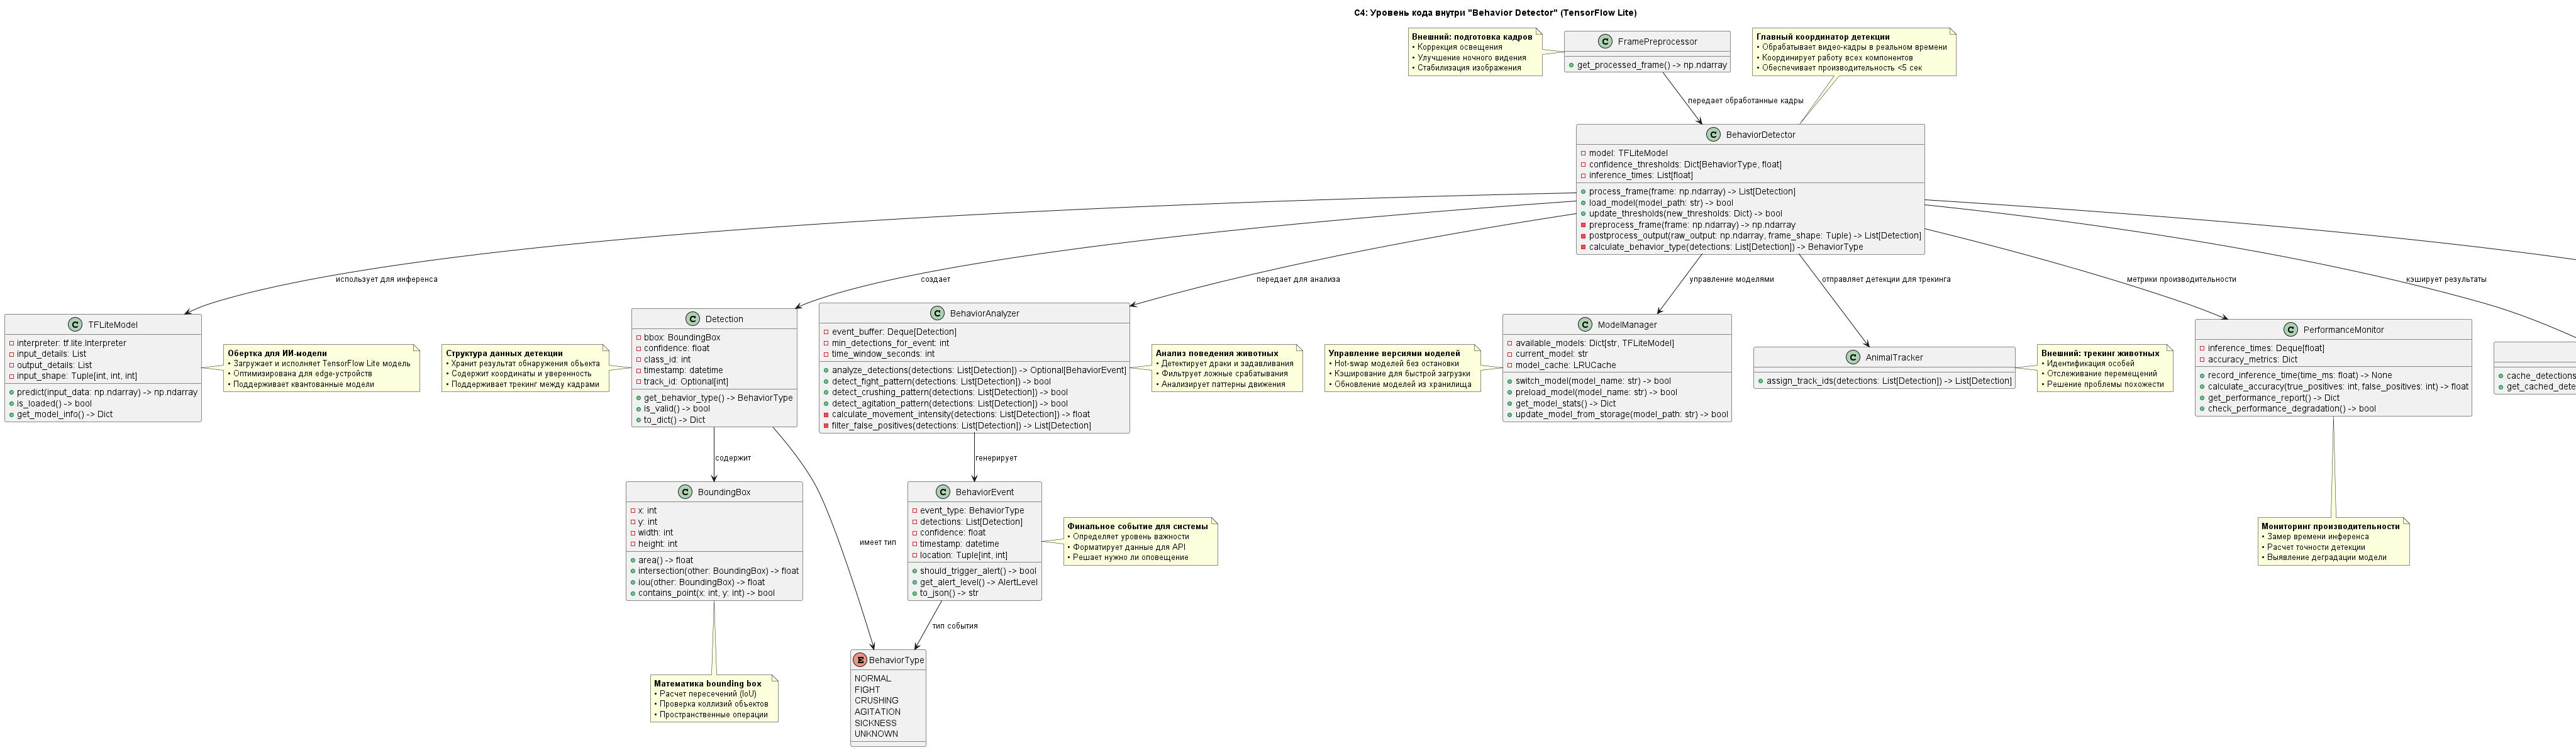 C4: Уровень кода внутри "Behavior Detector" (TensorFlow Lite)
Внешний: подготовка кадров
• Коррекция освещения
• Улучшение ночного видения
• Стабилизация изображения
C FramePreprocessor
get_processed_frame() -> np.ndarray
Главный координатор детекции
• Обрабатывает видео-кадры в реальном времени
• Координирует работу всех компонентов
• Обеспечивает производительность <5 сек
передает обработанные кадры
C BehaviorDetector
model: TFLiteModel
confidence_thresholds: Dict[BehaviorType, float]
inference_times: List[float]
process_frame(frame: np.ndarray) -> List[Detection]
load_model(model_path: str) -> bool
update_thresholds(new_thresholds: Dict) -> bool
preprocess_frame(frame: np.ndarray) -> np.ndarray
postprocess_output(raw_output: np.ndarray, frame_shape: Tuple) -> List[Detection]
calculate_behavior_type(detections: List[Detection]) -> BehaviorType
использует для инференса
создает
передает для анализа
управление моделями
отправляет детекции для трекинга
метрики производительности
кэширует результаты
C TFLiteModel
interpreter: tf.lite.Interpreter
input_details: List
output_details: List
input_shape: Tuple[int, int, int]
predict(input_data: np.ndarray) -> np.ndarray
is_loaded() -> bool
get_model_info() -> Dict
Обертка для ИИ-модели
• Загружает и исполняет TensorFlow Lite модель
• Оптимизирована для edge-устройств
• Поддерживает квантованные модели
Структура данных детекции
• Хранит результат обнаружения объекта
• Содержит координаты и уверенность
• Поддерживает трекинг между кадрами
C Detection
bbox: BoundingBox
confidence: float
class_id: int
timestamp: datetime
track_id: Optional[int]
get_behavior_type() -> BehaviorType
is_valid() -> bool
to_dict() -> Dict
C BehaviorAnalyzer
event_buffer: Deque[Detection]
min_detections_for_event: int
time_window_seconds: int
analyze_detections(detections: List[Detection]) -> Optional[BehaviorEvent]
detect_fight_pattern(detections: List[Detection]) -> bool
detect_crushing_pattern(detections: List[Detection]) -> bool
detect_agitation_pattern(detections: List[Detection]) -> bool
calculate_movement_intensity(detections: List[Detection]) -> float
filter_false_positives(detections: List[Detection]) -> List[Detection]
Анализ поведения животных
• Детектирует драки и задавливания
• Фильтрует ложные срабатывания
• Анализирует паттерны движения
Управление версиями моделей
• Hot-swap моделей без остановки
• Кэширование для быстрой загрузки
• Обновление моделей из хранилища
C ModelManager
available_models: Dict[str, TFLiteModel]
current_model: str
model_cache: LRUCache
switch_model(model_name: str) -> bool
preload_model(model_name: str) -> bool
get_model_stats() -> Dict
update_model_from_storage(model_path: str) -> bool
C AnimalTracker
assign_track_ids(detections: List[Detection]) -> List[Detection]
Внешний: трекинг животных
• Идентификация особей
• Отслеживание перемещений
• Решение проблемы похожести
C PerformanceMonitor
inference_times: Deque[float]
accuracy_metrics: Dict
record_inference_time(time_ms: float) -> None
calculate_accuracy(true_positives: int, false_positives: int) -> float
get_performance_report() -> Dict
check_performance_degradation() -> bool
cache_detections
get_cached_dete
содержит
имеет тип
генерирует
C BoundingBox
x: int
y: int
width: int
height: int
area() -> float
intersection(other: BoundingBox) -> float
iou(other: BoundingBox) -> float
contains_point(x: int, y: int) -> bool
C BehaviorEvent
event_type: BehaviorType
detections: List[Detection]
confidence: float
timestamp: datetime
location: Tuple[int, int]
should_trigger_alert() -> bool
get_alert_level() -> AlertLevel
to_json() -> str
Финальное событие для системы
• Определяет уровень важности
• Форматирует данные для API
• Решает нужно ли оповещение
Мониторинг производительности
• Замер времени инференса
• Расчет точности детекции
• Выявление деградации модели
тип события
Математика bounding box
• Расчет пересечений (IoU)
• Проверка коллизий объектов
• Пространственные операции
E BehaviorType
NORMAL
FIGHT
CRUSHING
AGITATION
SICKNESS
UNKNOWN